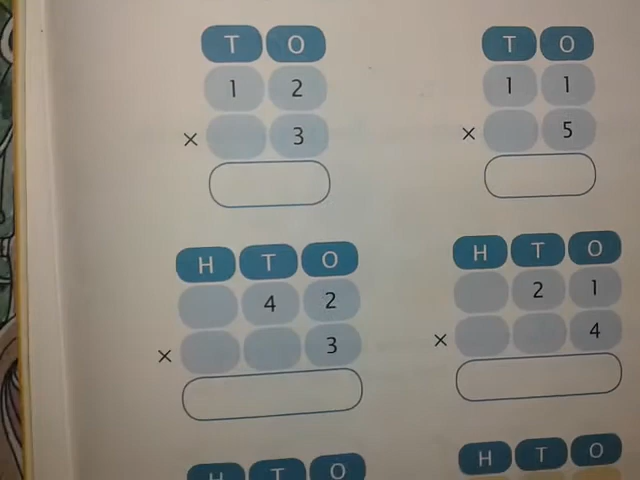 T O
1 2
× 3
T O
1 1
× 5
H T O
4 2
× 3
H T O
2 1
× 4
H T O
H T O